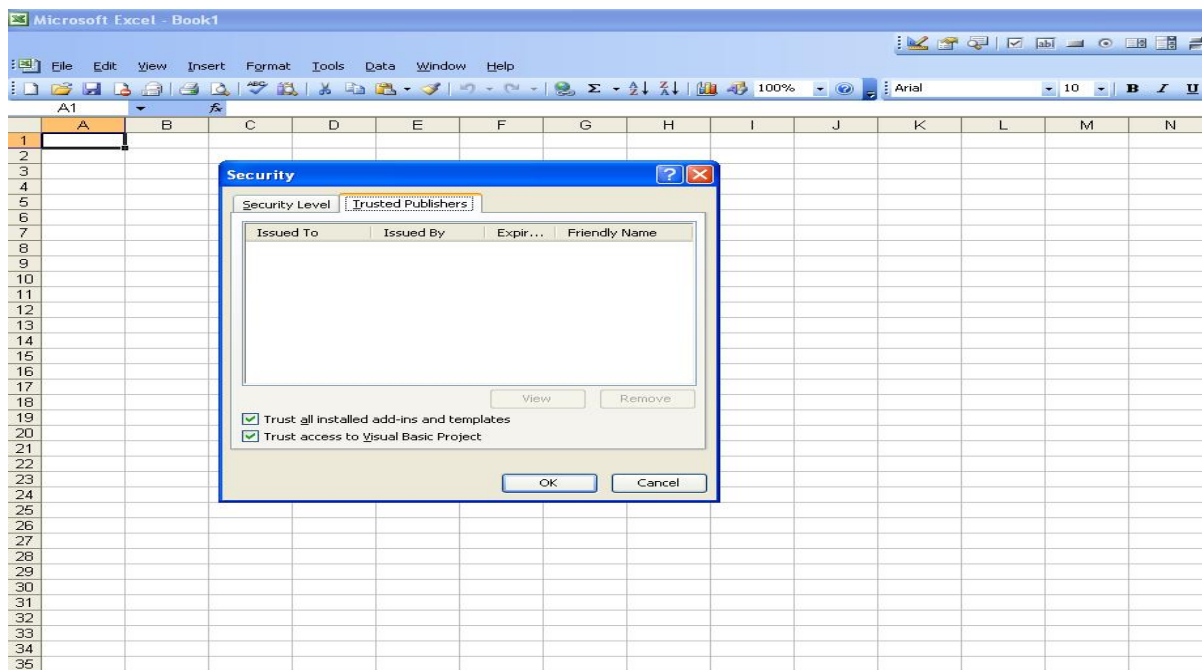 Microsoft Excel - Book1
File Edit View Insert Format Tools Data Window Help
100% Arial 10 B I U
A1 fx
A B C D E F G H I J K L M N
1
2
3
4
5
6
7
8
9
10
11
12
13
14
15
16
17
18
19
20
21
22
23
24
25
26
27
28
29
30
31
32
33
34
35
Security
Security Level Trusted Publishers
Issued To Issued By Expir... Friendly Name
View Remove
Trust all installed add-ins and templates
Trust access to Visual Basic Project
OK Cancel